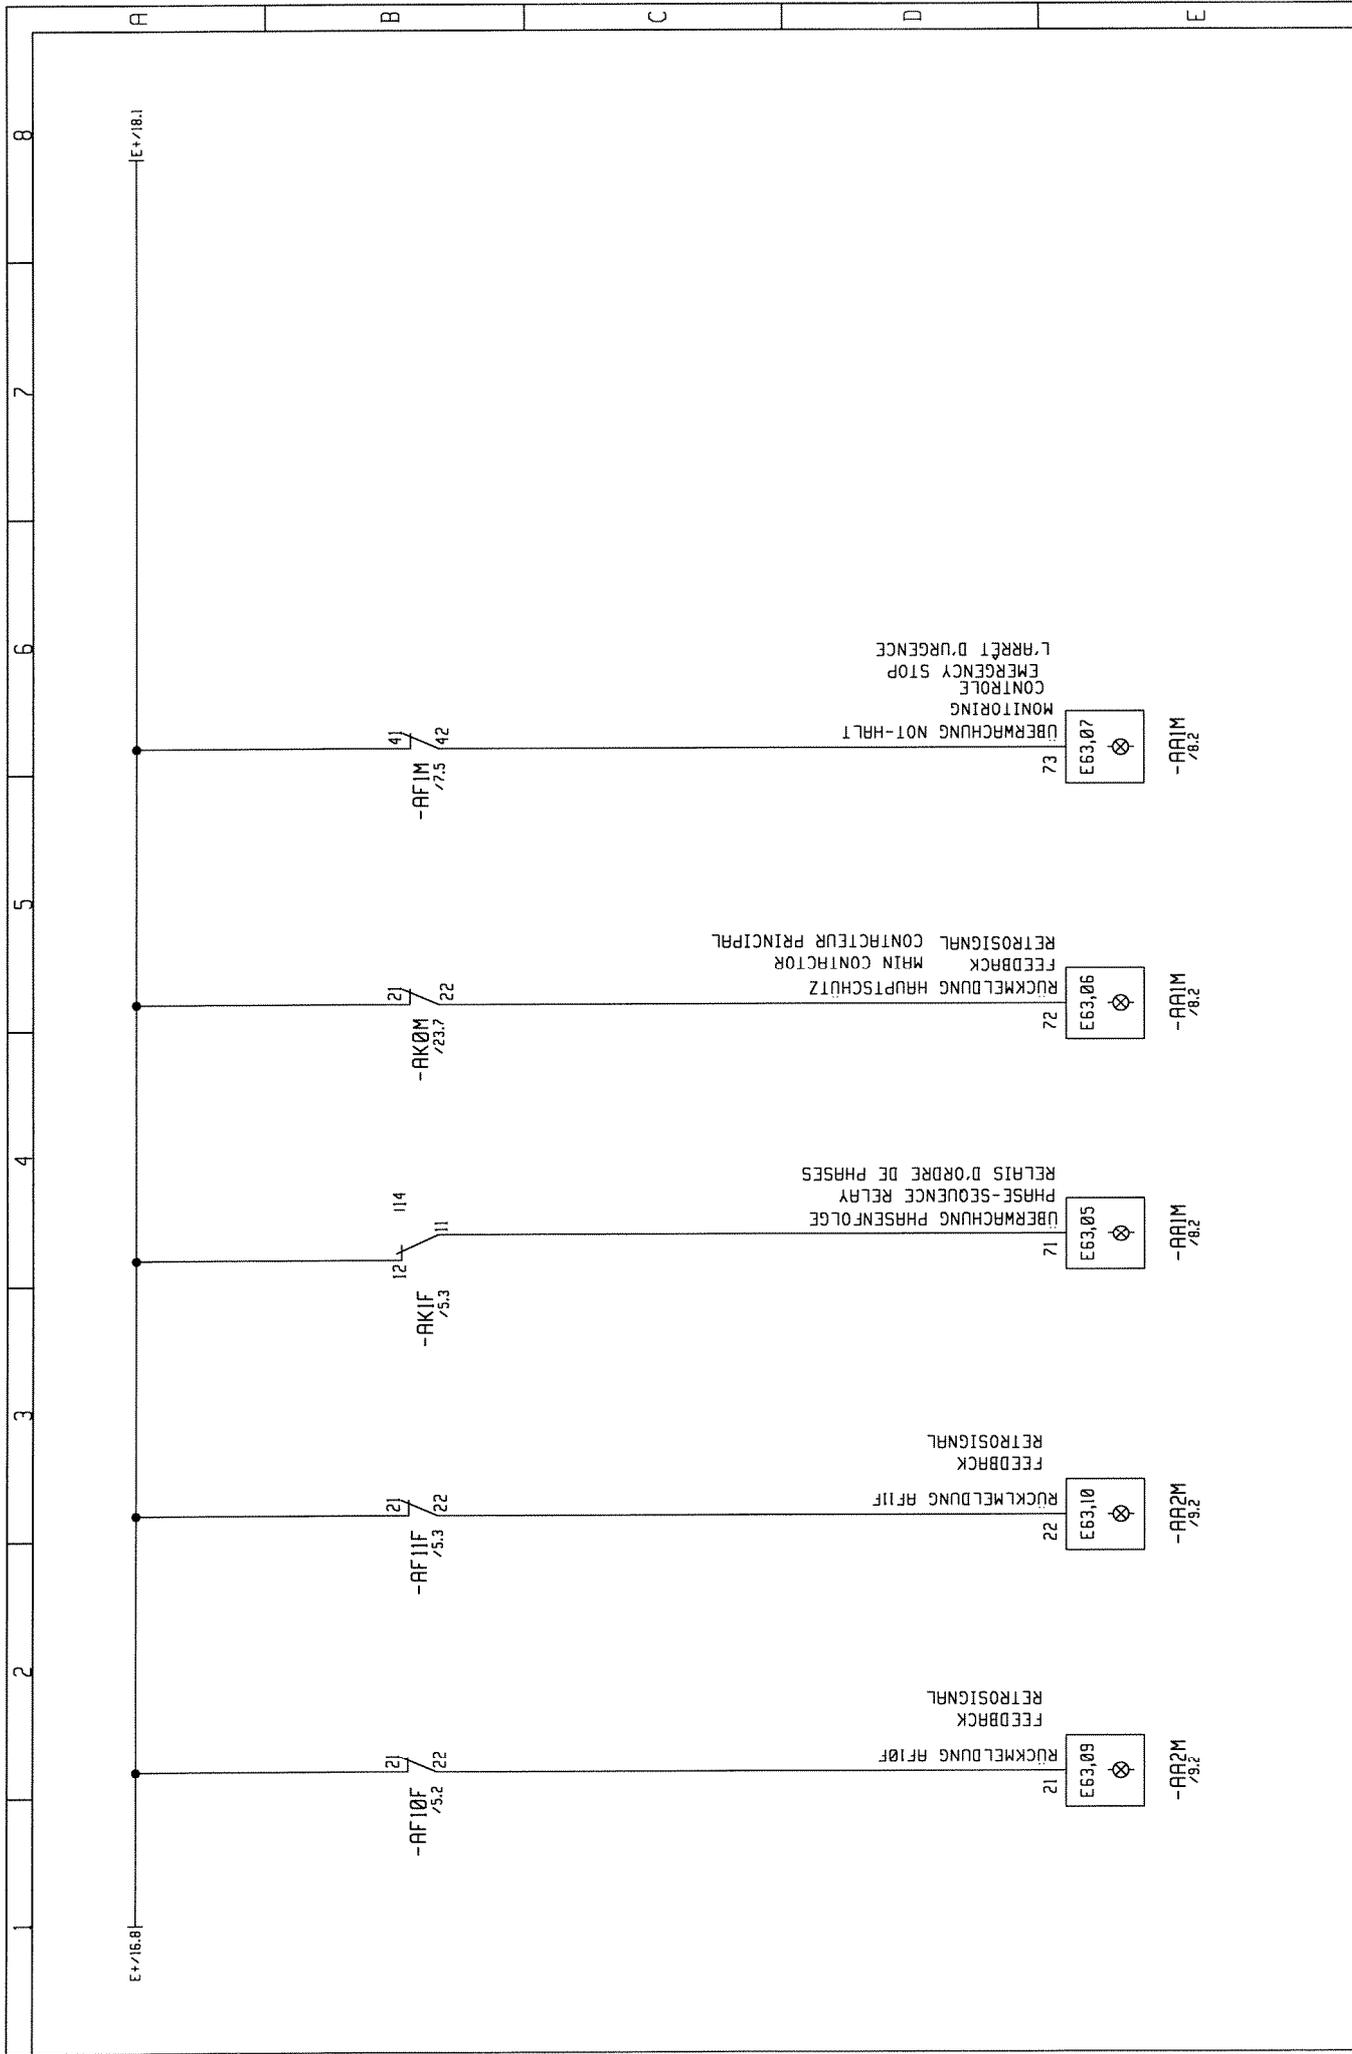 1
2
3
4
5
6
7
8
A
B
C
D
E
E+/16.8
E+/18.1
-AF10F
/5.2
21
22
-AF11F
/5.3
21
22
-AK1F
/5.3
12
11
14
-AK0M
/23.7
21
22
-AF1M
/7.5
41
42
RÜCKMELDUNG AF10F
FEEDBACK
RETROSIGNAL
RÜCKLMELDUNG AF11F
FEEDBACK
RETROSIGNAL
ÜBERWACHUNG PHASENFOLGE
PHASE-SEQUENCE RELAY
RELAIS D'ORDRE DE PHASES
RÜCKMELDUNG HAUPTSCHÜTZ
FEEDBACK MAIN CONTACTOR
RETROSIGNAL CONTACTEUR PRINCIPAL
ÜBERWACHUNG NOT-HALT
MONITORING
CONTROLE
EMERGENCY STOP
L'ARRÊT D'URGENCE
21
E63,09
-AA2M
/9.2
22
E63,10
-AA2M
/9.2
71
E63,05
-AA1M
/8.2
72
E63,06
-AA1M
/8.2
73
E63,07
-AA1M
/8.2